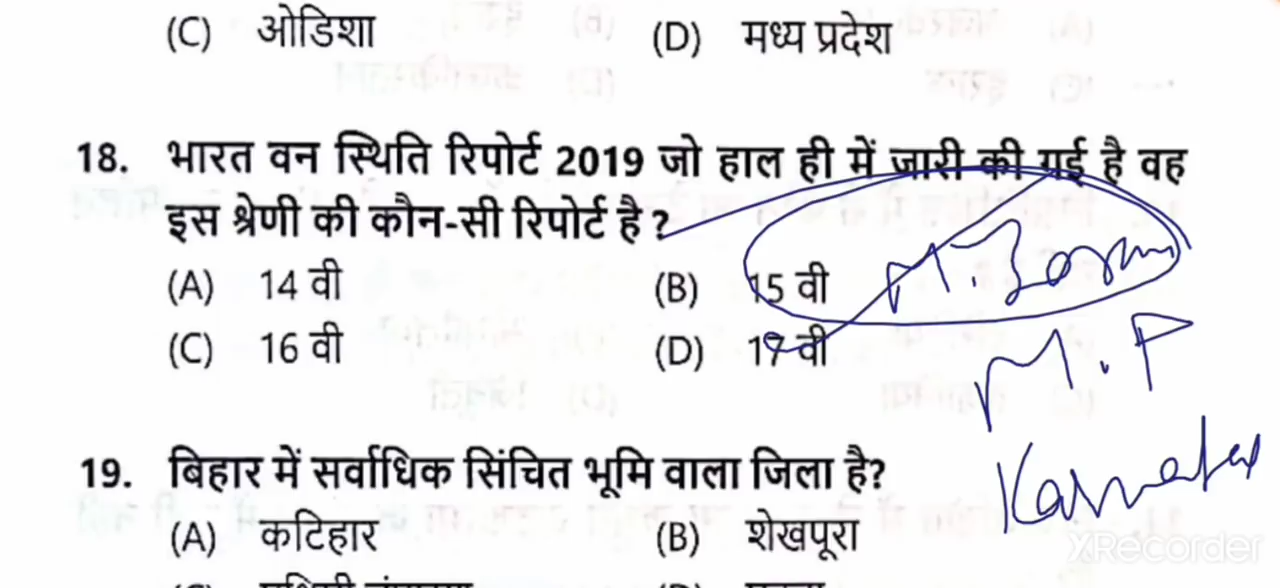 (C) ओडिशा (D) मध्य प्रदेश
18. भारत वन स्थिति रिपोर्ट 2019 जो हाल ही में जारी की गई है वह
इस श्रेणी की कौन-सी रिपोर्ट है?
(A) 14 वी (B) 15 वी
(C) 16 वी (D) 17 वी
M.P
19. बिहार में सर्वाधिक सिंचित भूमि वाला जिला है?
(A) कटिहार (B) शेखपूरा
XRecorder